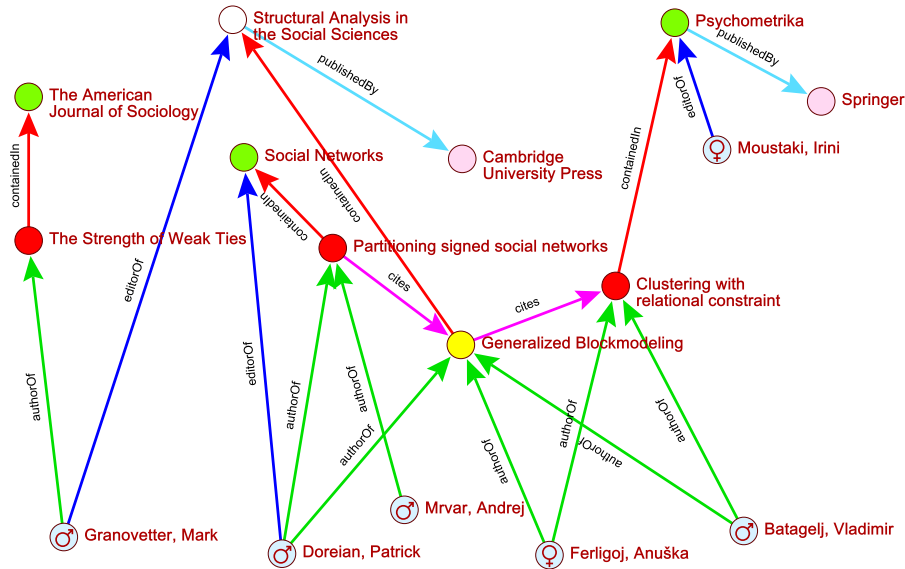 Structural Analysis in
the Social Sciences
Psychometrika
publishedBy
publishedBy
The American
Journal of Sociology
editorOf
Springer
Social Networks
Cambridge
University Press
Moustaki, Irini
containedIn
containedIn
containedIn
containedIn
The Strength of Weak Ties
Partitioning signed social networks
editorOf
cites
Clustering with
relational constraint
cites
Generalized Blockmodeling
editorOf
authorOf
authorOf
authorOf
authorOf
authorOf
authorOf
authorOf
authorOf
Granovetter, Mark
Doreian, Patrick
Mrvar, Andrej
Ferligoj, Anuška
Batagelj, Vladimir